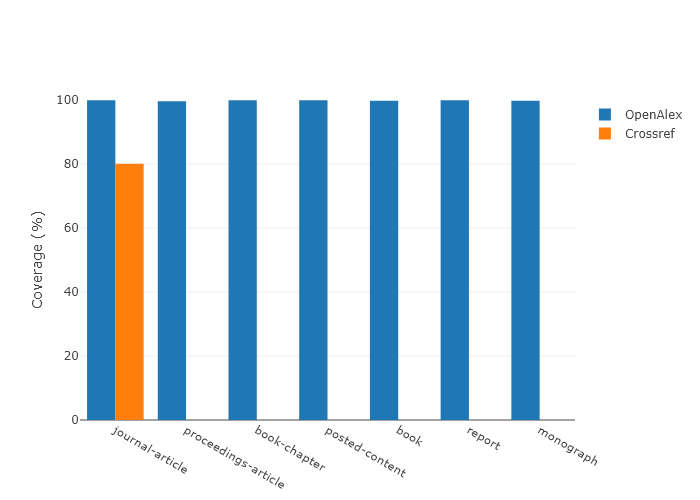 100
80
60
40
20
0
Coverage (%)
journal-article
proceedings-article
book-chapter
posted-content
book
report
monograph
OpenAlex
Crossref